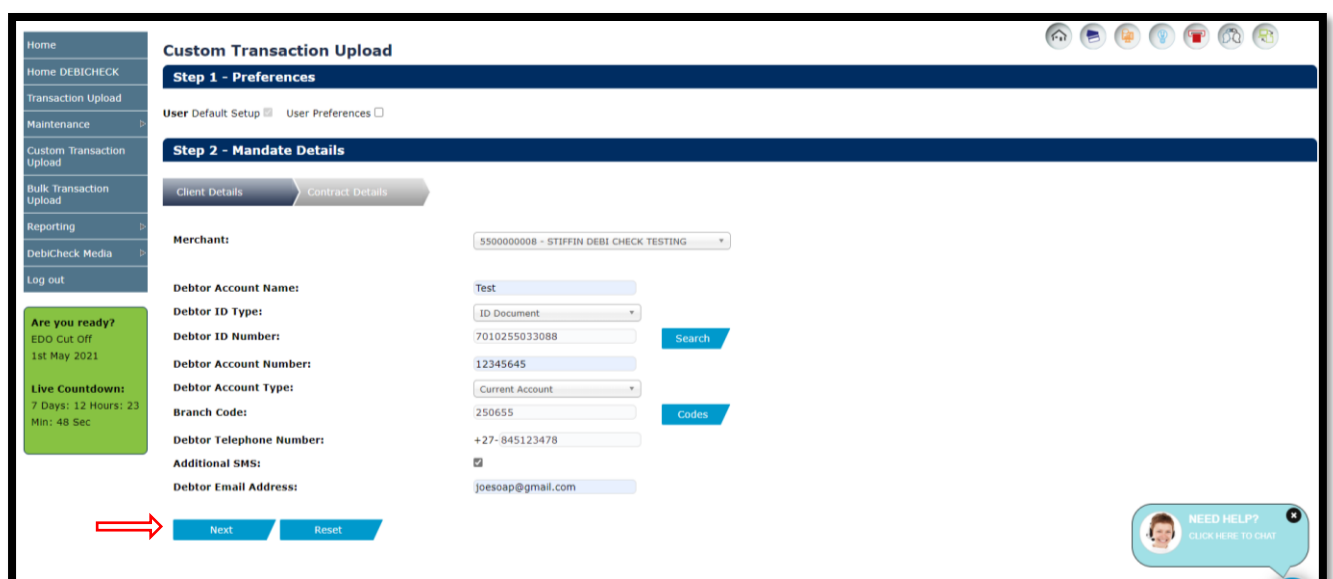 Home
Home DEBICHECK
Transaction Upload
Maintenance
Custom Transaction
Upload
Bulk Transaction
Upload
Reporting
DebiCheck Media
Log out
Are you ready?
EDO Cut Off
1st May 2021
Live Countdown:
7 Days: 12 Hours: 23
Min: 48 Sec
Custom Transaction Upload
Step 1 - Preferences
User Default Setup User Preferences
Step 2 - Mandate Details
Client Details Contract Details
Merchant: 5500000008 - STIFFIN DEBI CHECK TESTING
Debtor Account Name: Test
Debtor ID Type: ID Document
Debtor ID Number: 7010255033088 Search
Debtor Account Number: 12345645
Debtor Account Type: Current Account
Branch Code: 250655 Codes
Debtor Telephone Number: +27- 845123478
Additional SMS:
Debtor Email Address: joesoap@gmail.com
Next Reset
NEED HELP?
CLICK HERE TO CHAT